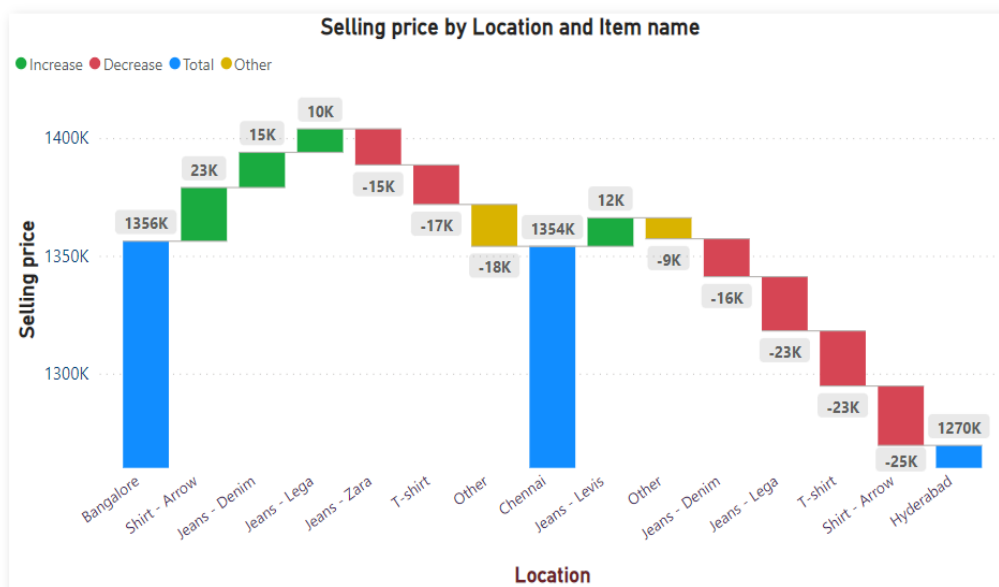 Selling price by Location and Item name
Increase Decrease Total Other
Selling price
1400K
1350K
1300K
1356K
23K
15K
10K
-15K
-17K
-18K
1354K
12K
-9K
-16K
-23K
-23K
-25K
1270K
Bangalore
Shirt - Arrow
Jeans - Denim
Jeans - Lega
Jeans - Zara
T-shirt
Other
Chennai
Jeans - Levis
Other
Jeans - Denim
Jeans - Lega
T-shirt
Shirt - Arrow
Hyderabad
Location